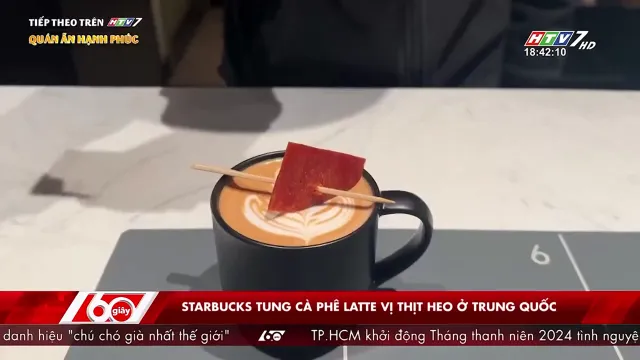 TIẾP THEO TRÊN HTV7
QUÁN ĂN HẠNH PHÚC
HTV7 HD
18:42:10
6
60 giây
STARBUCKS TUNG CÀ PHÊ LATTE VỊ THỊT HEO Ở TRUNG QUỐC
danh hiệu "chú chó già nhất thế giới" 60 TP.HCM khởi động Tháng thanh niên 2024 tình nguyệ